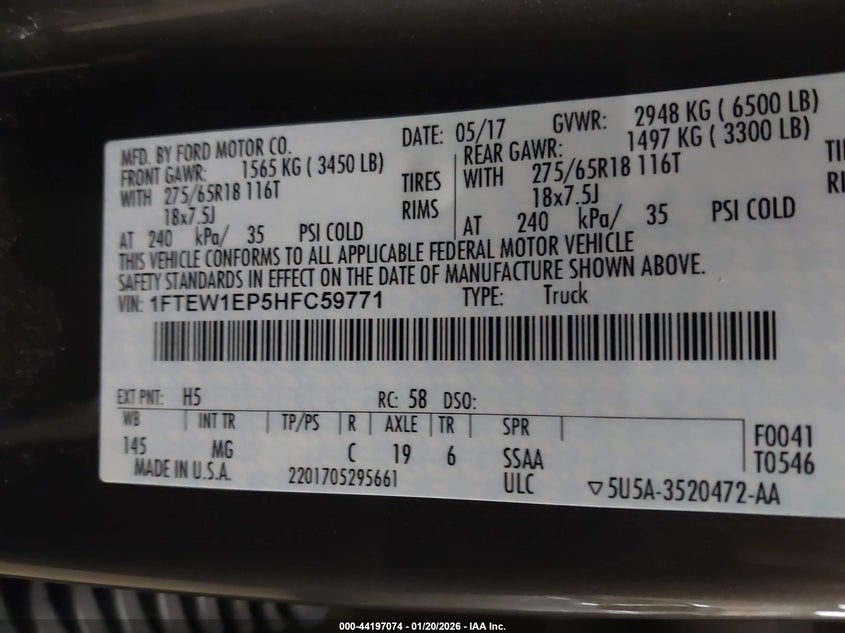 MFD. BY FORD MOTOR CO. DATE: 05/17 GVWR: 2948 KG ( 6500 LB)
FRONT GAWR: 1565 KG ( 3450 LB) REAR GAWR: 1497 KG ( 3300 LB)
WITH 275/65R18 116T TIRES WITH 275/65R18 116T TI
18x7.5J RIMS 18x7.5J RI
AT 240 kPa/ 35 PSI COLD AT 240 kPa/ 35 PSI COLD
THIS VEHICLE CONFORMS TO ALL APPLICABLE FEDERAL MOTOR VEHICLE
SAFETY STANDARDS IN EFFECT ON THE DATE OF MANUFACTURE SHOWN ABOVE.
VIN: 1FTEW1EP5HFC59771 TYPE: Truck
EXT PNT: H5 RC: 58 DSO:
WB INT TR TP/PS R AXLE TR SPR F0041
145 MG C 19 6 SSAA T0546
MADE IN U.S.A. 2201705295661 ULC ▽5U5A-3520472-AA
000-44197074 - 01/20/2026 - IAA Inc.